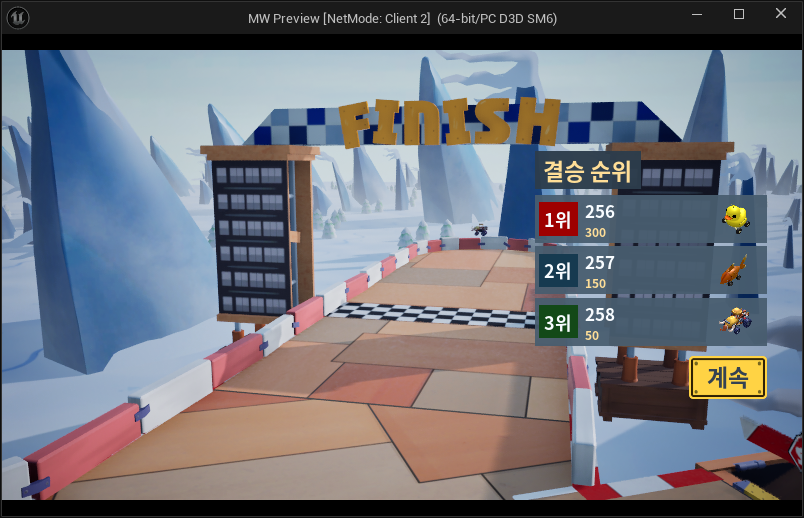 MW Preview [NetMode: Client 2] (64-bit/PC D3D SM6)
FINISH
결승 순위
1위 256
300
2위 257
150
3위 258
50
계속